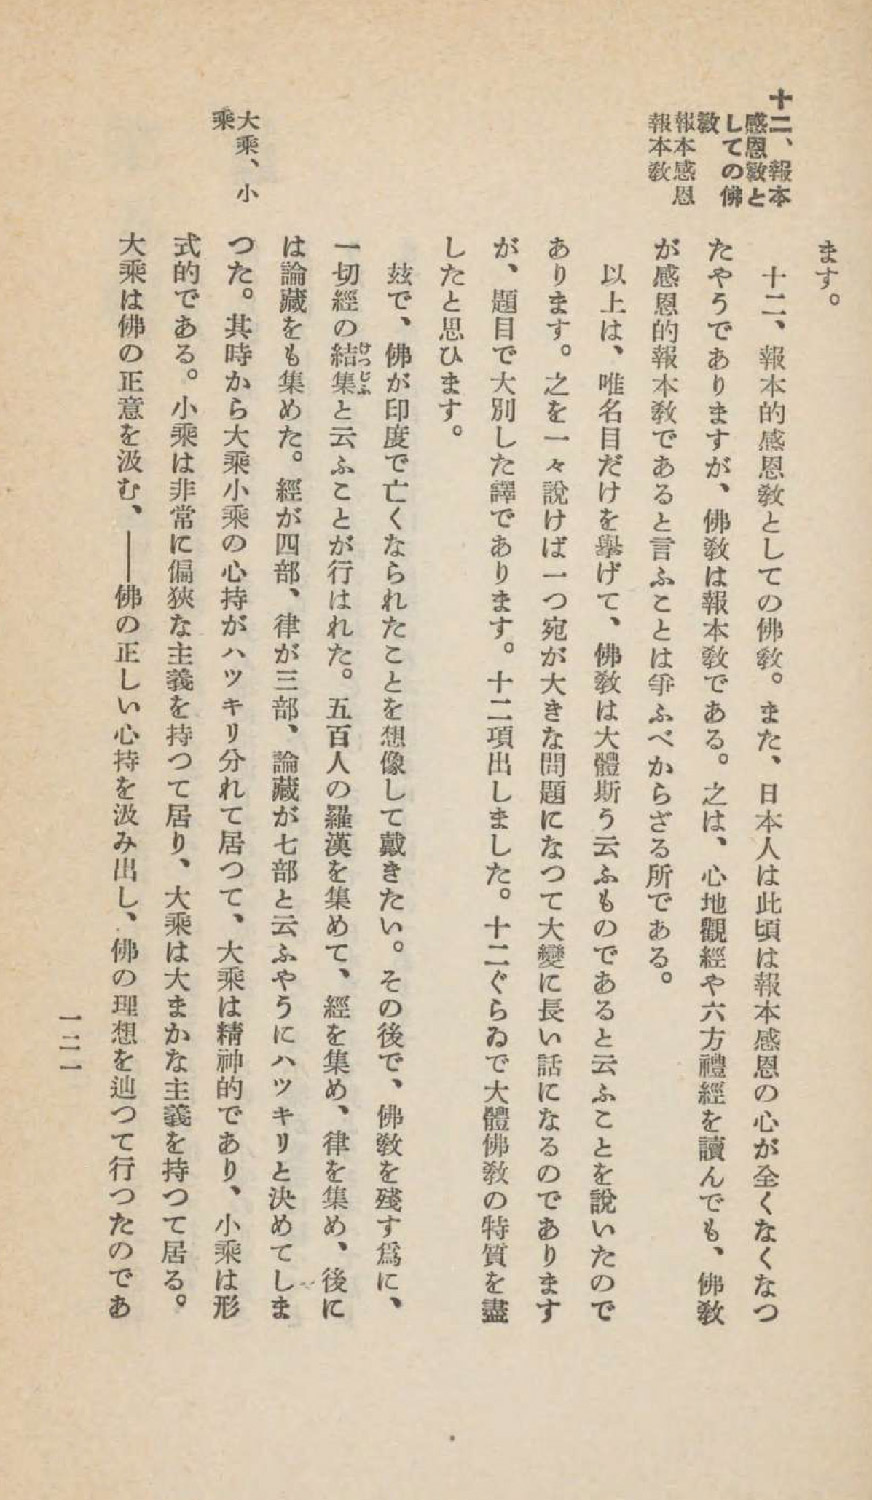 十二、報本
感恩敎と
しての佛
敎
報本感恩
報本敎
大乘、小
乘
ます。
十二、報本的感恩敎としての佛敎。また、日本人は此頃は報本感恩の心が全くなくなつ
たやうでありますが、佛敎は報本敎である。之は、心地觀經や六方禮經を讀んでも、佛敎
が感恩的報本敎であると言ふことは爭ふべからざる所である。
以上は、唯名目だけを擧げて、佛敎は大體斯う云ふものであると云ふことを說いたので
あります。之を一々說けば一つ宛が大きな問題になつて大變に長い話になるのであります
が、題目で大別した譯であります。十二項出しました。十二ぐらゐで大體佛敎の特質を盡
したと思ひます。
玆で、佛が印度で亡くなられたことを想像して戴きたい。その後で、佛敎を殘す爲に、
一切經の結集けつじふと云ふことが行はれた。五百人の羅漢を集めて、經を集め、律を集め、後に
は論藏をも集めた。經が四部、律が三部、論藏が七部と云ふやうにハツキリと決めてしま
つた。其時から大乘小乘の心持がハツキリ分れて居つて、大乘は精神的であり、小乘は形
式的である。小乘は非常に偏狹な主義を持つて居り、大乘は大まかな主義を持つて居る。
大乘は佛の正意を汲む、――佛の正しい心持を汲み出し、佛の理想を辿つて行つたのであ
一二一